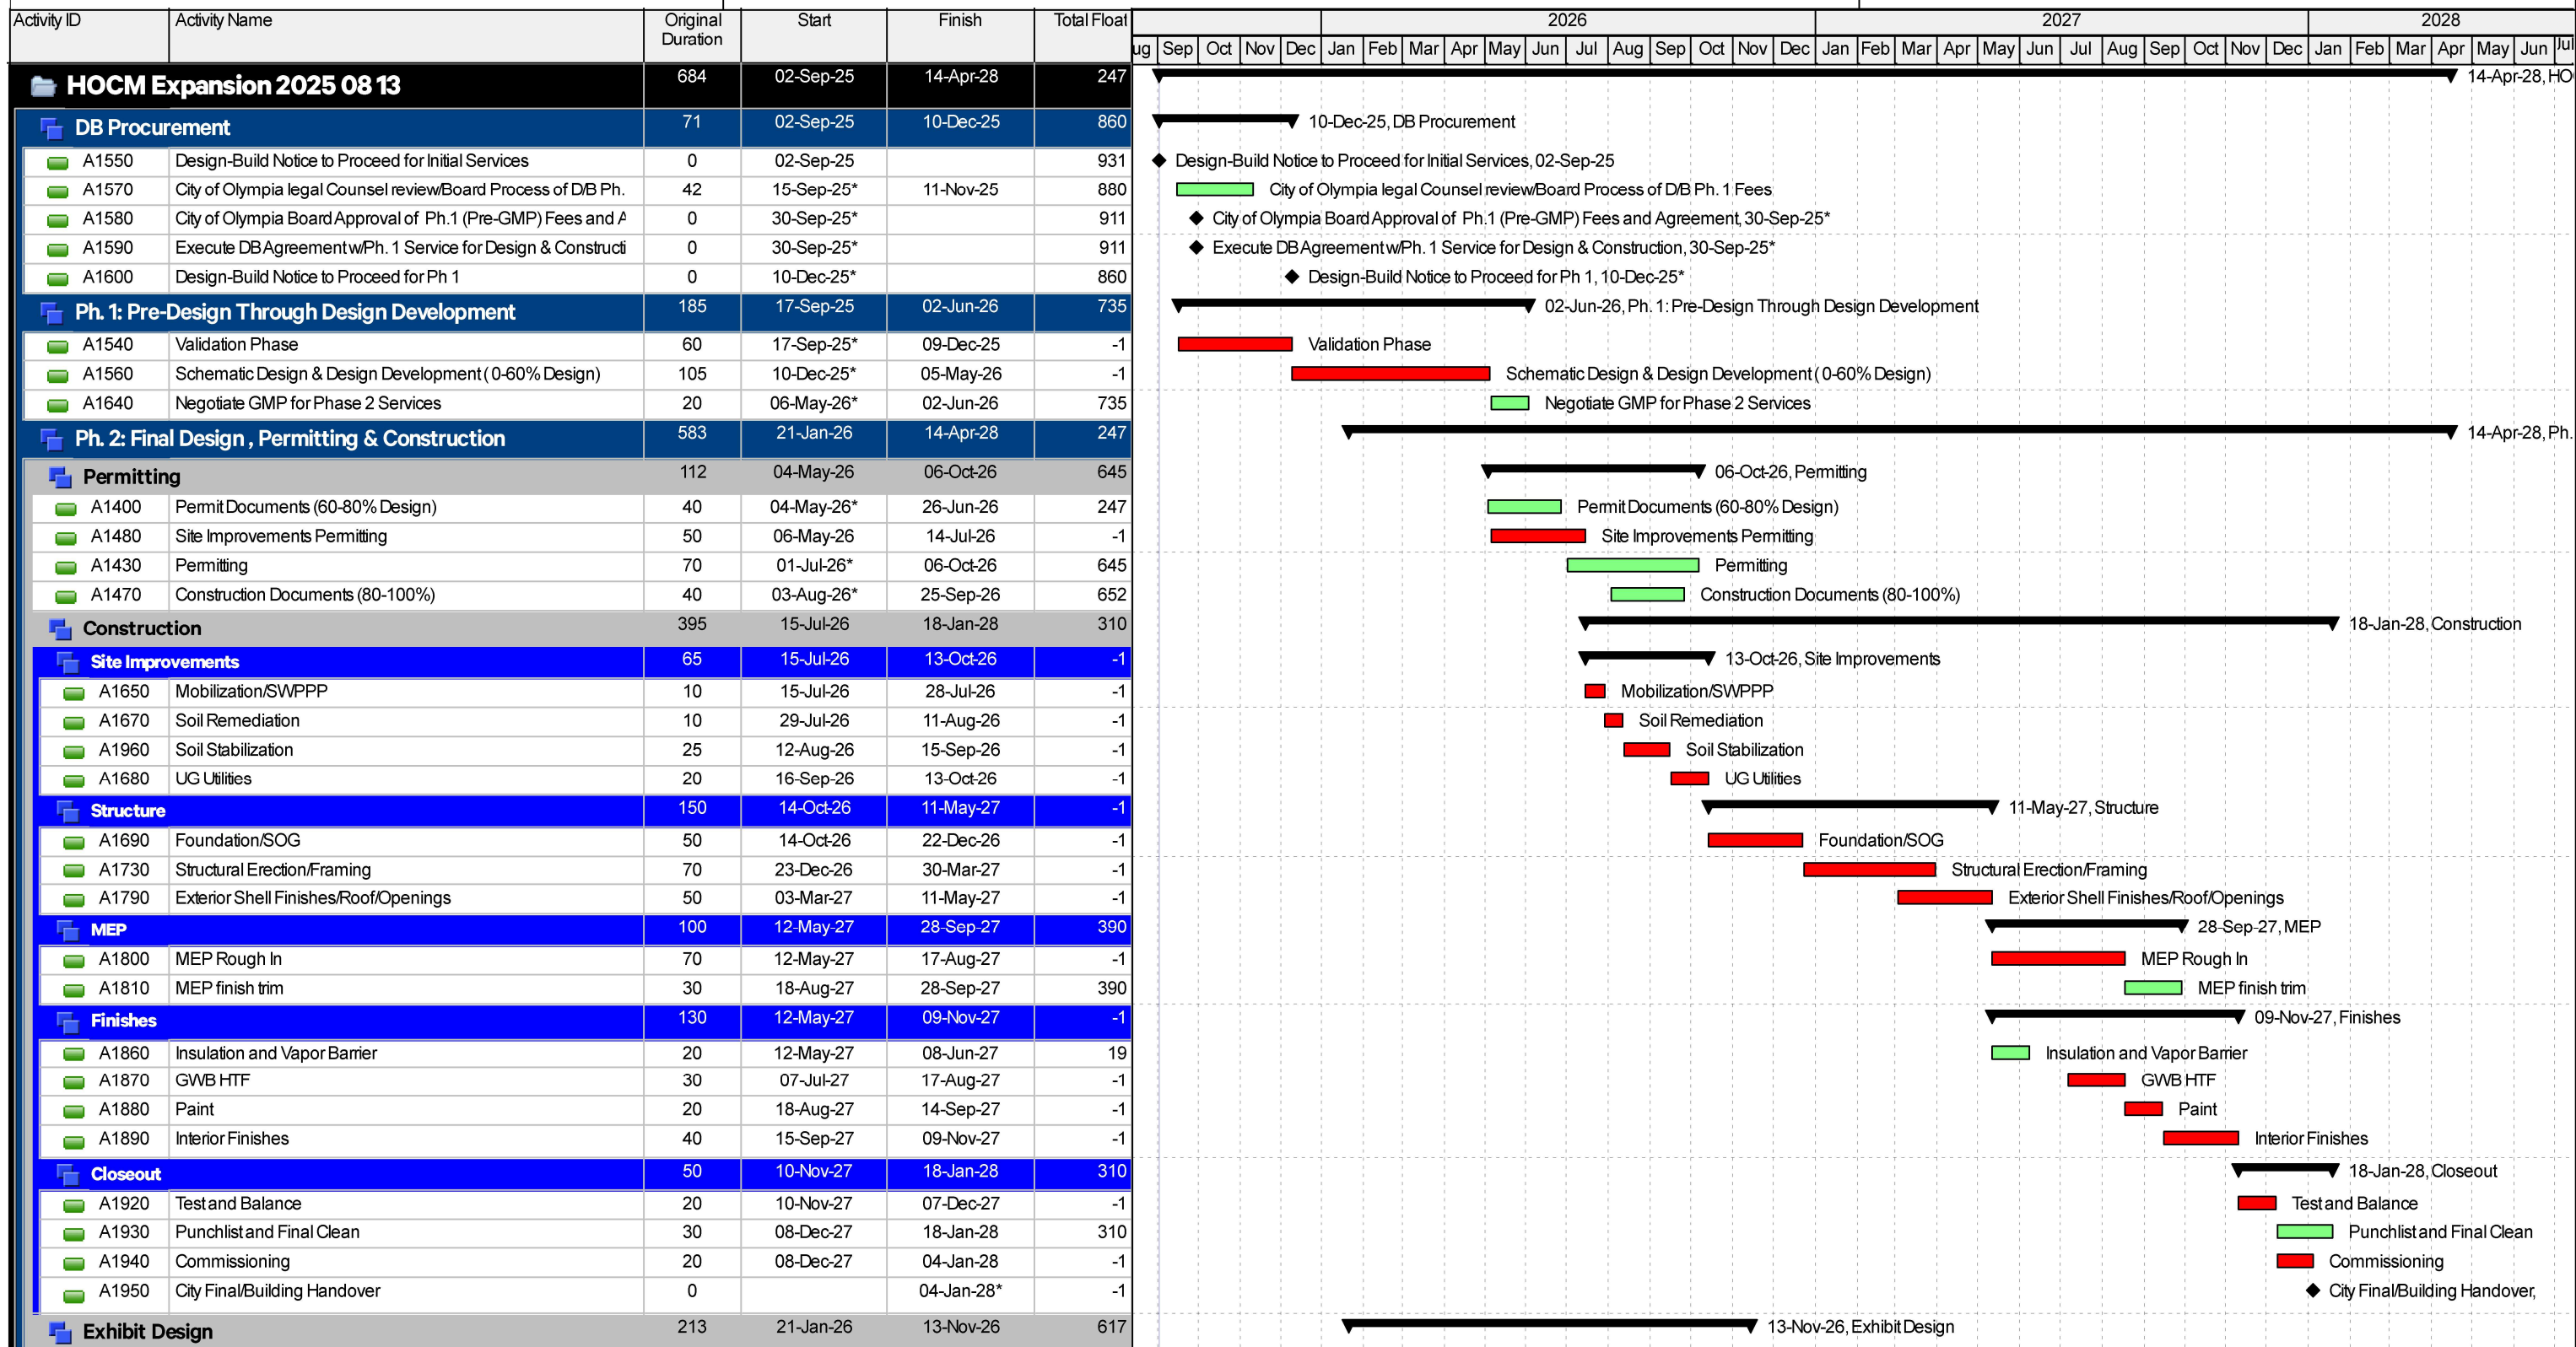 Activity ID Activity Name Original Duration Start Finish Total Float
2026 2027 2028
ug Sep Oct Nov Dec Jan Feb Mar Apr May Jun Jul Aug Sep Oct Nov Dec Jan Feb Mar Apr May Jun Jul Aug Sep Oct Nov Dec Jan Feb Mar Apr May Jun Jul
HOCM Expansion 2025 08 13 684 02-Sep-25 14-Apr-28 247 14-Apr-28, HO
DB Procurement 71 02-Sep-25 10-Dec-25 860 10-Dec-25, DB Procurement
A1550 Design-Build Notice to Proceed for Initial Services 0 02-Sep-25 931 Design-Build Notice to Proceed for Initial Services, 02-Sep-25
A1570 City of Olympia legal Counsel review/Board Process of D/B Ph. 42 15-Sep-25* 11-Nov-25 880 City of Olympia legal Counsel review/Board Process of D/B Ph. 1 Fees
A1580 City of Olympia Board Approval of Ph.1 (Pre-GMP) Fees and A 0 30-Sep-25* 911 City of Olympia Board Approval of Ph.1 (Pre-GMP) Fees and Agreement, 30-Sep-25*
A1590 Execute DB Agreement w/Ph. 1 Service for Design & Constructi 0 30-Sep-25* 911 Execute DB Agreement w/Ph. 1 Service for Design & Construction, 30-Sep-25*
A1600 Design-Build Notice to Proceed for Ph 1 0 10-Dec-25* 860 Design-Build Notice to Proceed for Ph 1, 10-Dec-25*
Ph. 1: Pre-Design Through Design Development 185 17-Sep-25 02-Jun-26 735 02-Jun-26, Ph. 1: Pre-Design Through Design Development
A1540 Validation Phase 60 17-Sep-25* 09-Dec-25 -1 Validation Phase
A1560 Schematic Design & Design Development ( 0-60% Design) 105 10-Dec-25* 05-May-26 -1 Schematic Design & Design Development ( 0-60% Design)
A1640 Negotiate GMP for Phase 2 Services 20 06-May-26* 02-Jun-26 735 Negotiate GMP for Phase 2 Services
Ph. 2: Final Design , Permitting & Construction 583 21-Jan-26 14-Apr-28 247 14-Apr-28, Ph.
Permitting 112 04-May-26 06-Oct-26 645 06-Oct-26, Permitting
A1400 Permit Documents (60-80% Design) 40 04-May-26* 26-Jun-26 247 Permit Documents (60-80% Design)
A1480 Site Improvements Permitting 50 06-May-26 14-Jul-26 -1 Site Improvements Permitting
A1430 Permitting 70 01-Jul-26* 06-Oct-26 645 Permitting
A1470 Construction Documents (80-100%) 40 03-Aug-26* 25-Sep-26 652 Construction Documents (80-100%)
Construction 395 15-Jul-26 18-Jan-28 310 18-Jan-28, Construction
Site Improvements 65 15-Jul-26 13-Oct-26 -1 13-Oct-26, Site Improvements
A1650 Mobilization/SWPPP 10 15-Jul-26 28-Jul-26 -1 Mobilization/SWPPP
A1670 Soil Remediation 10 29-Jul-26 11-Aug-26 -1 Soil Remediation
A1960 Soil Stabilization 25 12-Aug-26 15-Sep-26 -1 Soil Stabilization
A1680 UG Utilities 20 16-Sep-26 13-Oct-26 -1 UG Utilities
Structure 150 14-Oct-26 11-May-27 -1 11-May-27, Structure
A1690 Foundation/SOG 50 14-Oct-26 22-Dec-26 -1 Foundation/SOG
A1730 Structural Erection/Framing 70 23-Dec-26 30-Mar-27 -1 Structural Erection/Framing
A1790 Exterior Shell Finishes/Roof/Openings 50 03-Mar-27 11-May-27 -1 Exterior Shell Finishes/Roof/Openings
MEP 100 12-May-27 28-Sep-27 390 28-Sep-27, MEP
A1800 MEP Rough In 70 12-May-27 17-Aug-27 -1 MEP Rough In
A1810 MEP finish trim 30 18-Aug-27 28-Sep-27 390 MEP finish trim
Finishes 130 12-May-27 09-Nov-27 -1 09-Nov-27, Finishes
A1860 Insulation and Vapor Barrier 20 12-May-27 08-Jun-27 19 Insulation and Vapor Barrier
A1870 GWB HTF 30 07-Jul-27 17-Aug-27 -1 GWB HTF
A1880 Paint 20 18-Aug-27 14-Sep-27 -1 Paint
A1890 Interior Finishes 40 15-Sep-27 09-Nov-27 -1 Interior Finishes
Closeout 50 10-Nov-27 18-Jan-28 310 18-Jan-28, Closeout
A1920 Test and Balance 20 10-Nov-27 07-Dec-27 -1 Test and Balance
A1930 Punchlist and Final Clean 30 08-Dec-27 18-Jan-28 310 Punchlist and Final Clean
A1940 Commissioning 20 08-Dec-27 04-Jan-28 -1 Commissioning
A1950 City Final/Building Handover 0 04-Jan-28* -1 City Final/Building Handover,
Exhibit Design 213 21-Jan-26 13-Nov-26 617 13-Nov-26, Exhibit Design